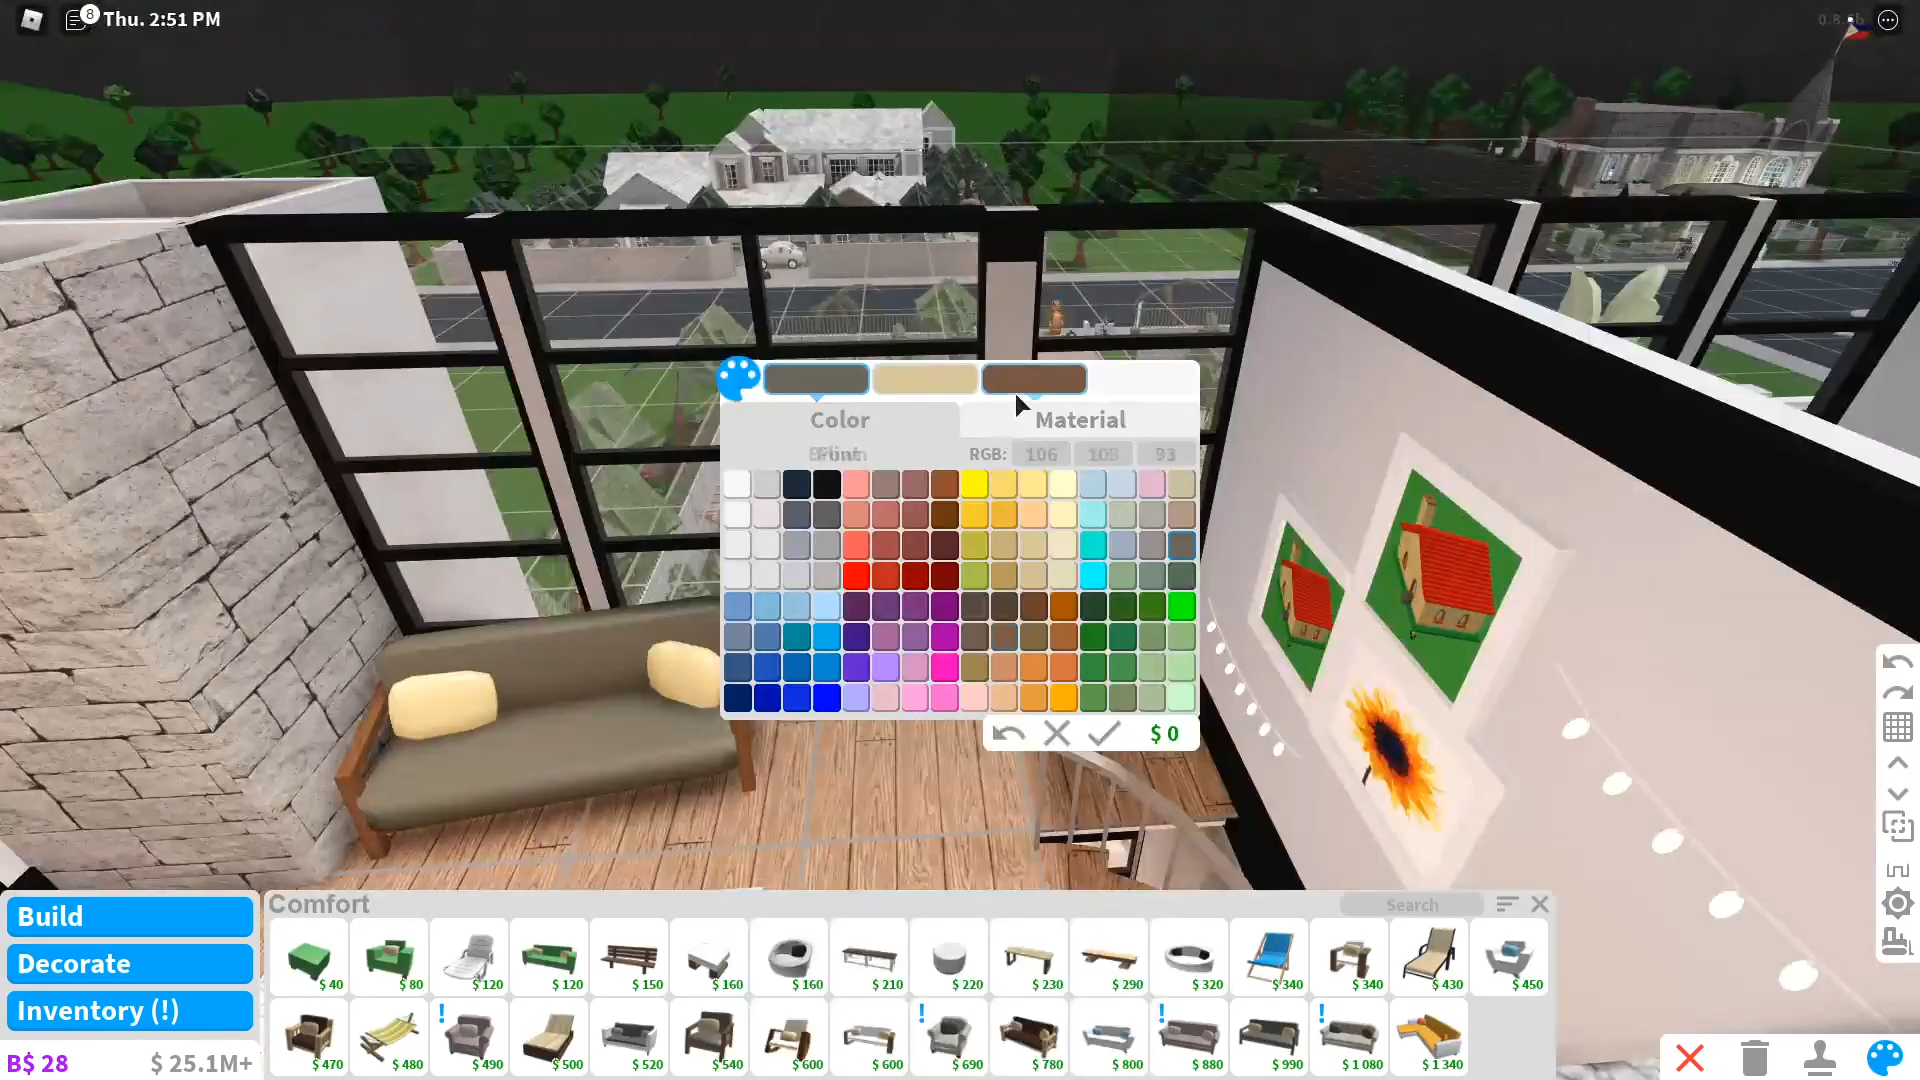 8
Thu. 2:51 PM
Color
Material
RGB:
106
108
93
$ 0
Build
Decorate
Inventory (!)
B$ 28
$ 25.1M+
Comfort
Search
$ 40
$ 80
$ 120
$ 120
$ 150
$ 160
$ 160
$ 210
$ 220
$ 230
$ 290
$ 320
$ 340
$ 340
$ 430
$ 450
$ 470
$ 480
!
$ 490
$ 500
$ 520
$ 540
$ 600
$ 600
!
$ 690
$ 780
$ 800
!
$ 880
$ 990
!
$ 1 080
$ 1 340